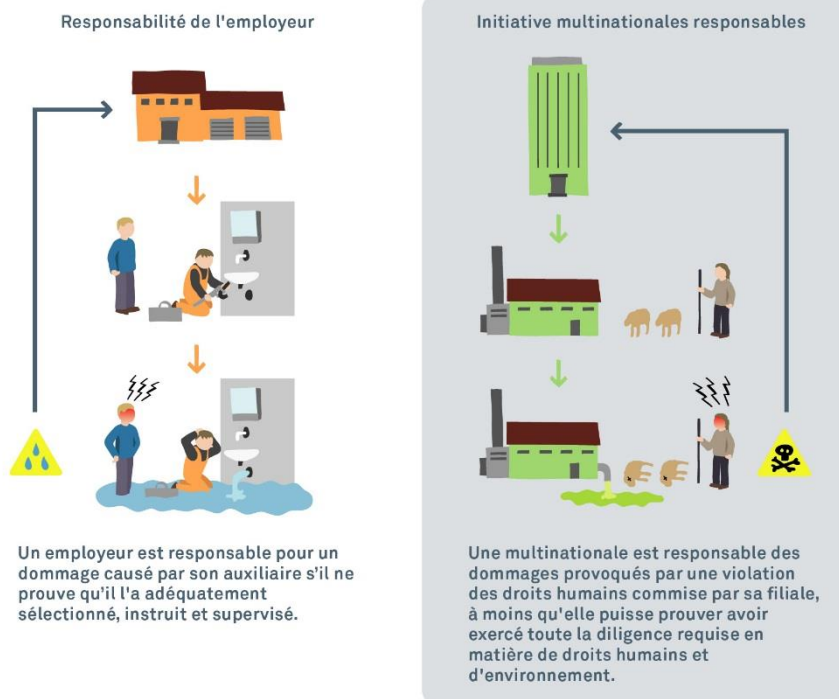 Responsabilité de l'employeur
Initiative multinationales responsables
Un employeur est responsable pour un
dommage causé par son auxiliaire s’il ne
prouve qu’il l'a adéquatement
sélectionné, instruit et supervisé.
Une multinationale est responsable des
dommages provoqués par une violation
des droits humains commise par sa filiale,
à moins qu'elle puisse prouver avoir
exercé toute la diligence requise en
matière de droits humains et
d'environnement.